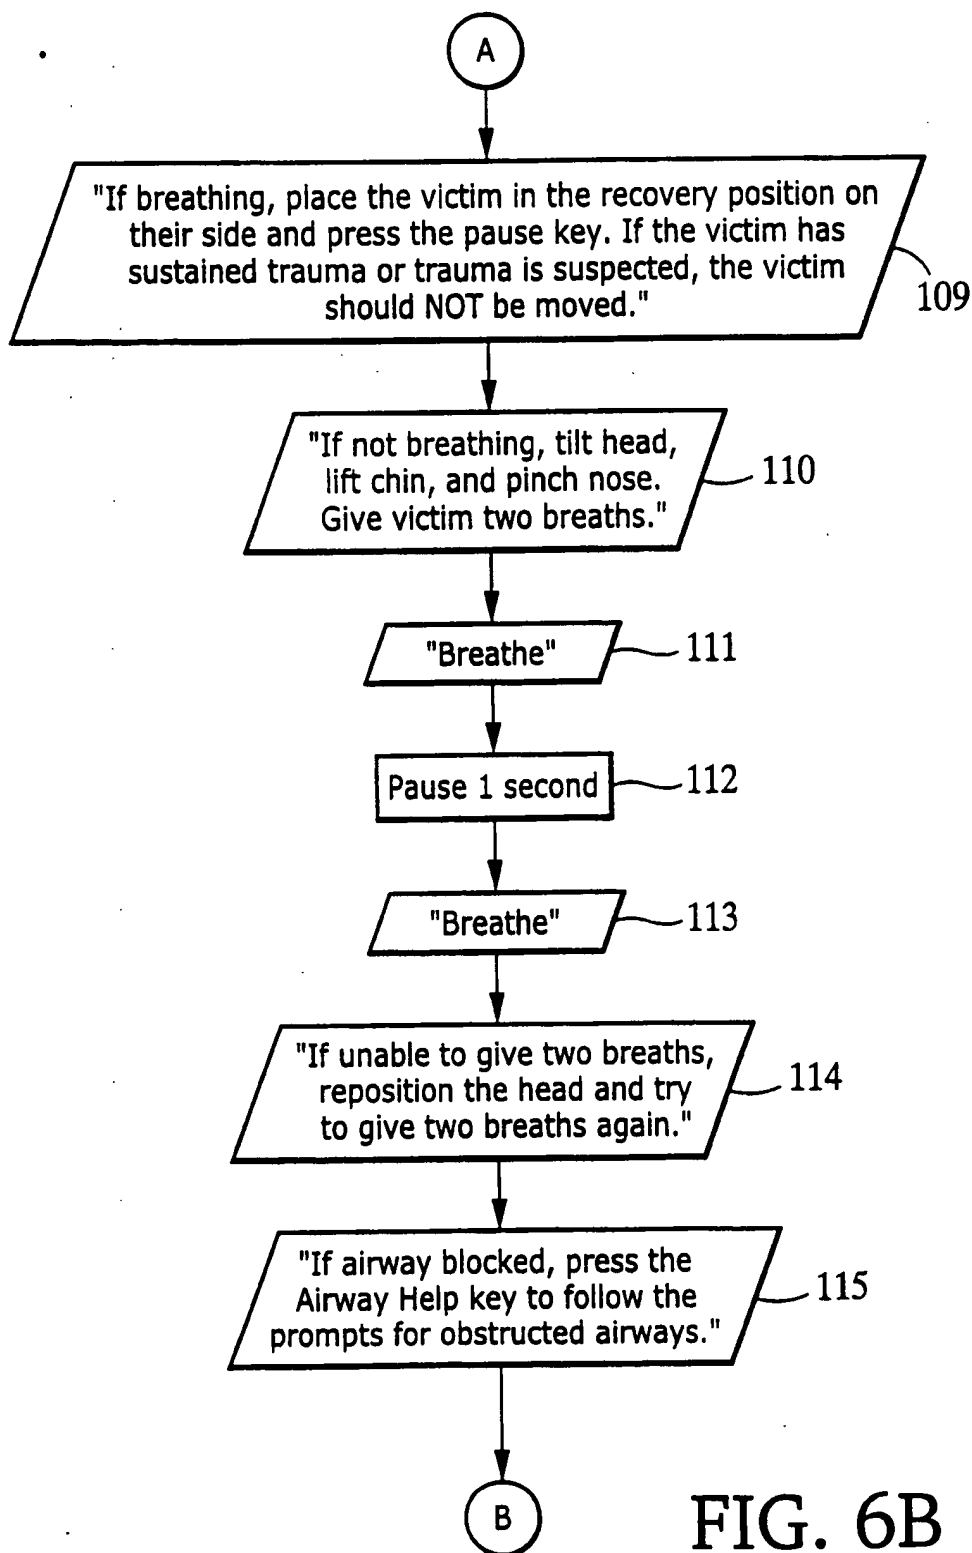 A
"If breathing, place the victim in the recovery position on
their side and press the pause key. If the victim has
sustained trauma or trauma is suspected, the victim
should NOT be moved."
109
"If not breathing, tilt head,
lift chin, and pinch nose.
Give victim two breaths."
110
"Breathe"
111
Pause 1 second
112
"Breathe"
113
"If unable to give two breaths,
reposition the head and try
to give two breaths again."
114
"If airway blocked, press the
Airway Help key to follow the
prompts for obstructed airways."
115
B
FIG. 6B